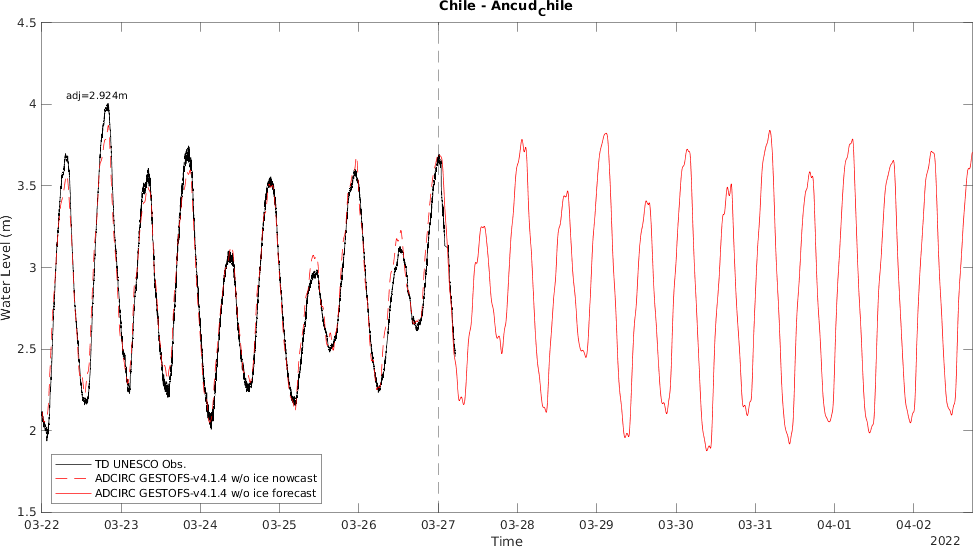 Chile - Ancud_Chile
4.5
4
3.5
3
2.5
2
1.5
Water Level (m)
adj=2.924m
TD UNESCO Obs.
ADCIRC GESTOFS-v4.1.4 w/o ice nowcast
ADCIRC GESTOFS-v4.1.4 w/o ice forecast
03-22 03-23 03-24 03-25 03-26 03-27 03-28 03-29 03-30 03-31 04-01 04-02
Time
2022